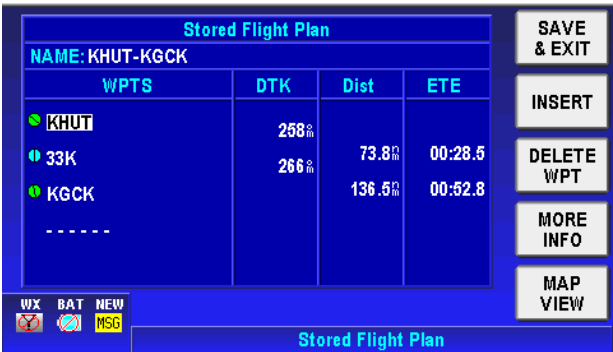 Stored Flight Plan
NAME: KHUT-KGCK
WPTS DTK Dist ETE
KHUT
258°m
33K 73.8nm 00:28.5
266°m
KGCK 136.5nm 00:52.8
------
SAVE & EXIT
INSERT
DELETE WPT
MORE INFO
MAP VIEW
WX BAT NEW
MSG
Stored Flight Plan